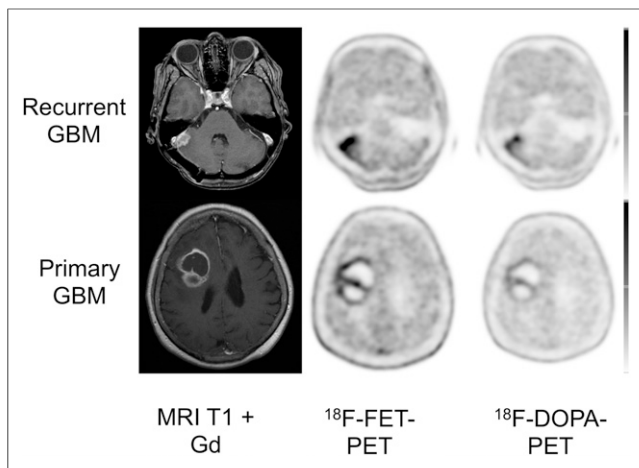 Recurrent
GBM
Primary
GBM
MRI T1 +
Gd
¹⁸F-FET-
PET
¹⁸F-DOPA-
PET